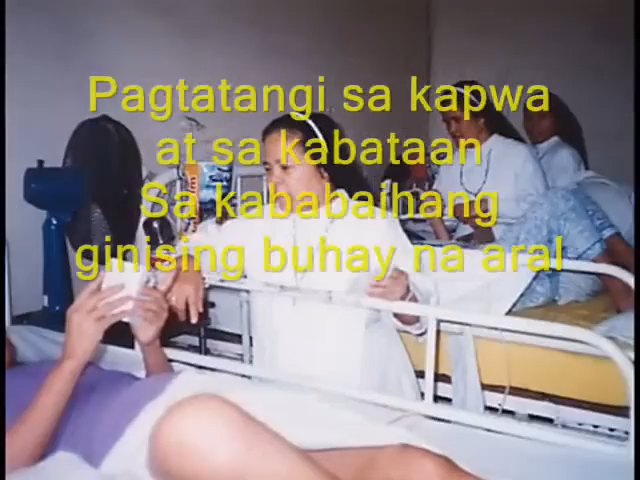 Pagtatangi sa kapwa
at sa kabataan
Sa kababaihang
ginising buhay na aral